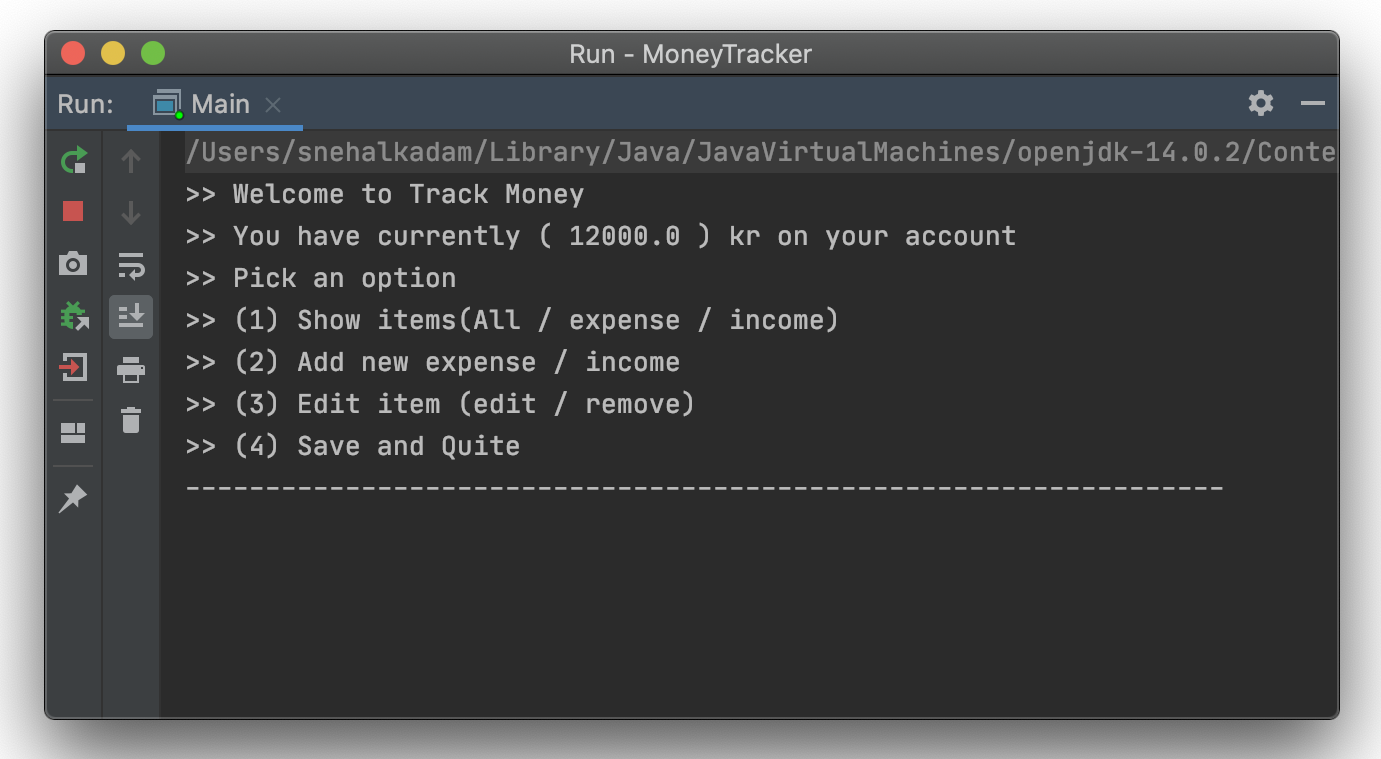 Run - MoneyTracker
Run: Main
/Users/snehalkadam/Library/Java/JavaVirtualMachines/openjdk-14.0.2/Conte
>> Welcome to Track Money
>> You have currently ( 12000.0 ) kr on your account
>> Pick an option
>> (1) Show items(All / expense / income)
>> (2) Add new expense / income
>> (3) Edit item (edit / remove)
>> (4) Save and Quite
-----------------------------------------------------------------